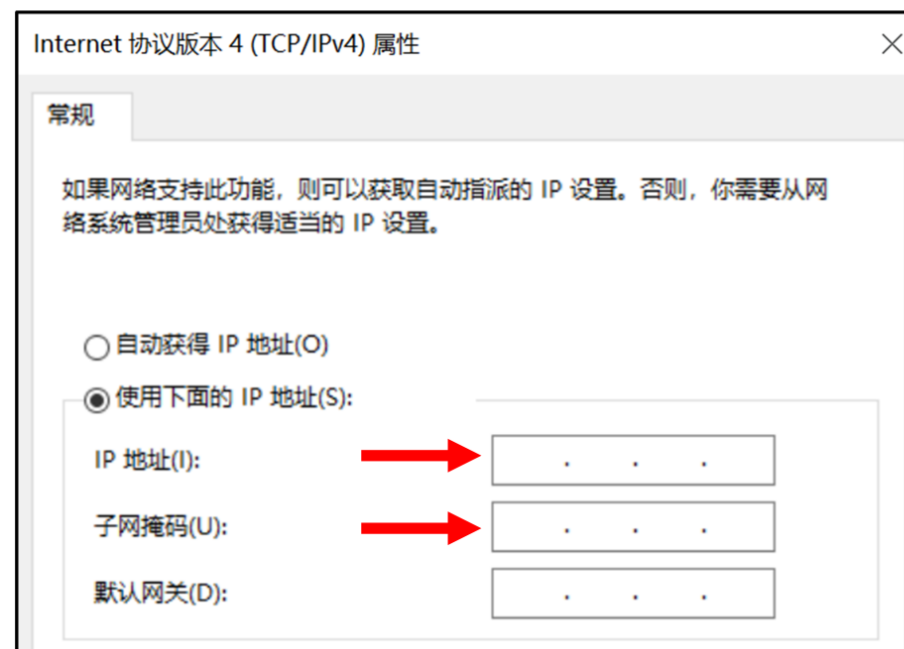 Internet 协议版本 4 (TCP/IPv4) 属性
常规
如果网络支持此功能，则可以获取自动指派的 IP 设置。否则，你需要从网
络系统管理员处获得适当的 IP 设置。
自动获得 IP 地址(O)
使用下面的 IP 地址(S):
IP 地址(I):
子网掩码(U):
默认网关(D):